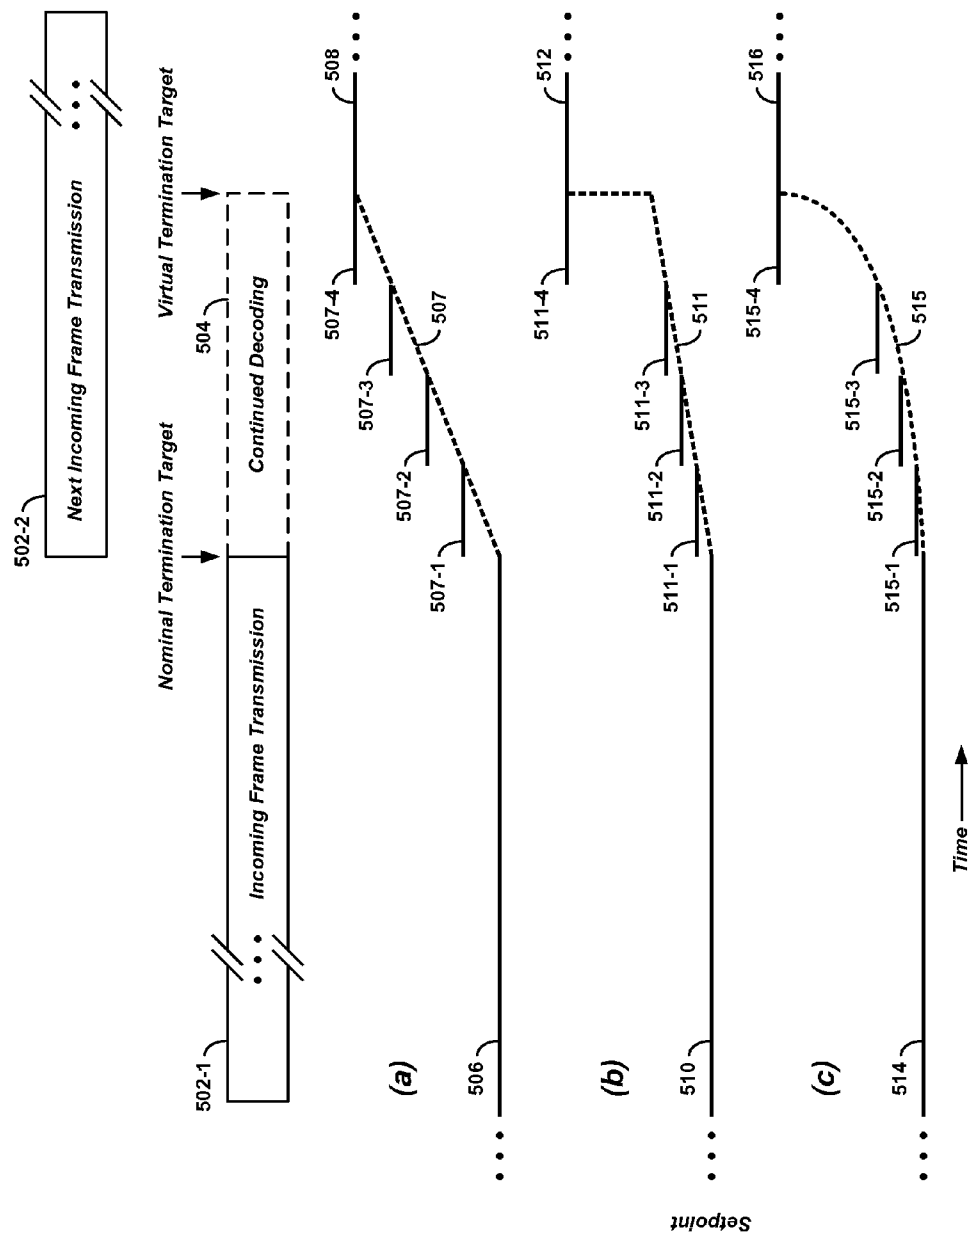 502-2
Next Incoming Frame Transmission
Nominal Termination Target
Virtual Termination Target
502-1
504
Incoming Frame Transmission
Continued Decoding
(a)
506
507-1
507-2
507-3
507-4
507
508
(b)
510
511-1
511-2
511-3
511-4
511
512
(c)
514
515-1
515-2
515-3
515-4
515
516
Setpoint
Time